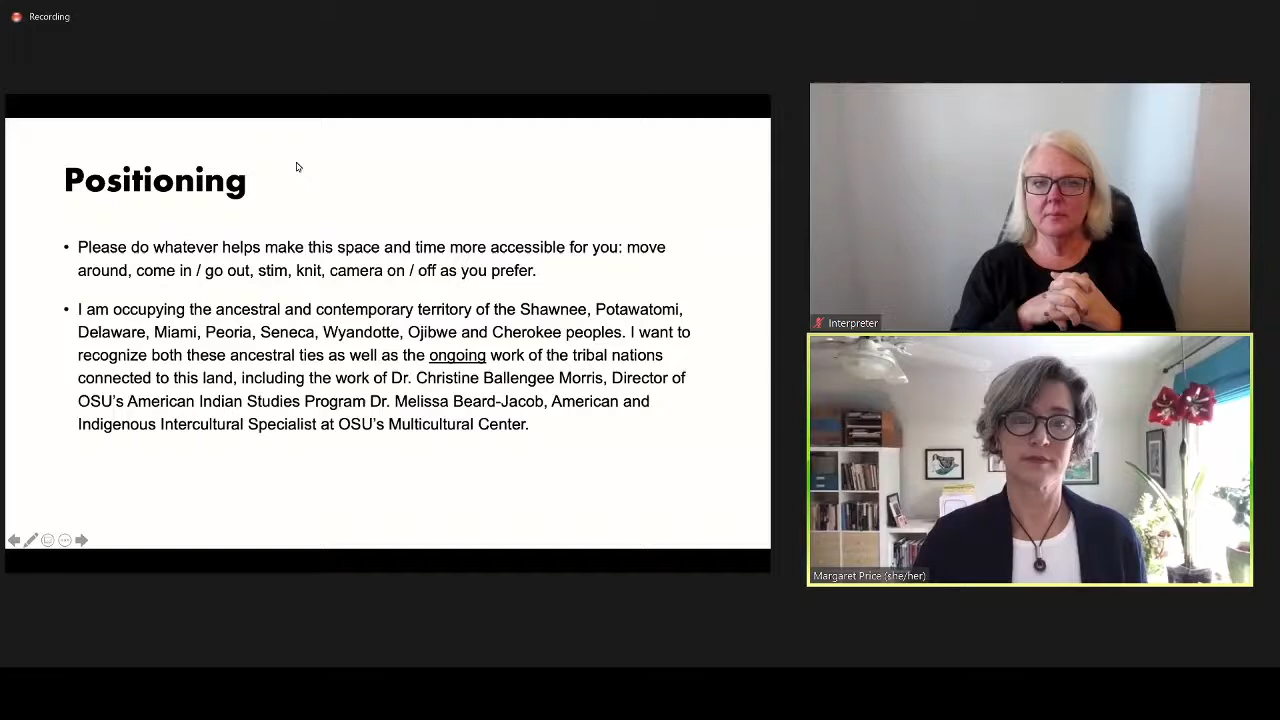 Recording
Positioning
• Please do whatever helps make this space and time more accessible for you: move
around, come in / go out, stim, knit, camera on / off as you prefer.
• I am occupying the ancestral and contemporary territory of the Shawnee, Potawatomi,
Delaware, Miami, Peoria, Seneca, Wyandotte, Ojibwe and Cherokee peoples. I want to
recognize both these ancestral ties as well as the ongoing work of the tribal nations
connected to this land, including the work of Dr. Christine Ballengee Morris, Director of
OSU’s American Indian Studies Program Dr. Melissa Beard-Jacob, American and
Indigenous Intercultural Specialist at OSU’s Multicultural Center.
Interpreter
Margaret Price (she/her)